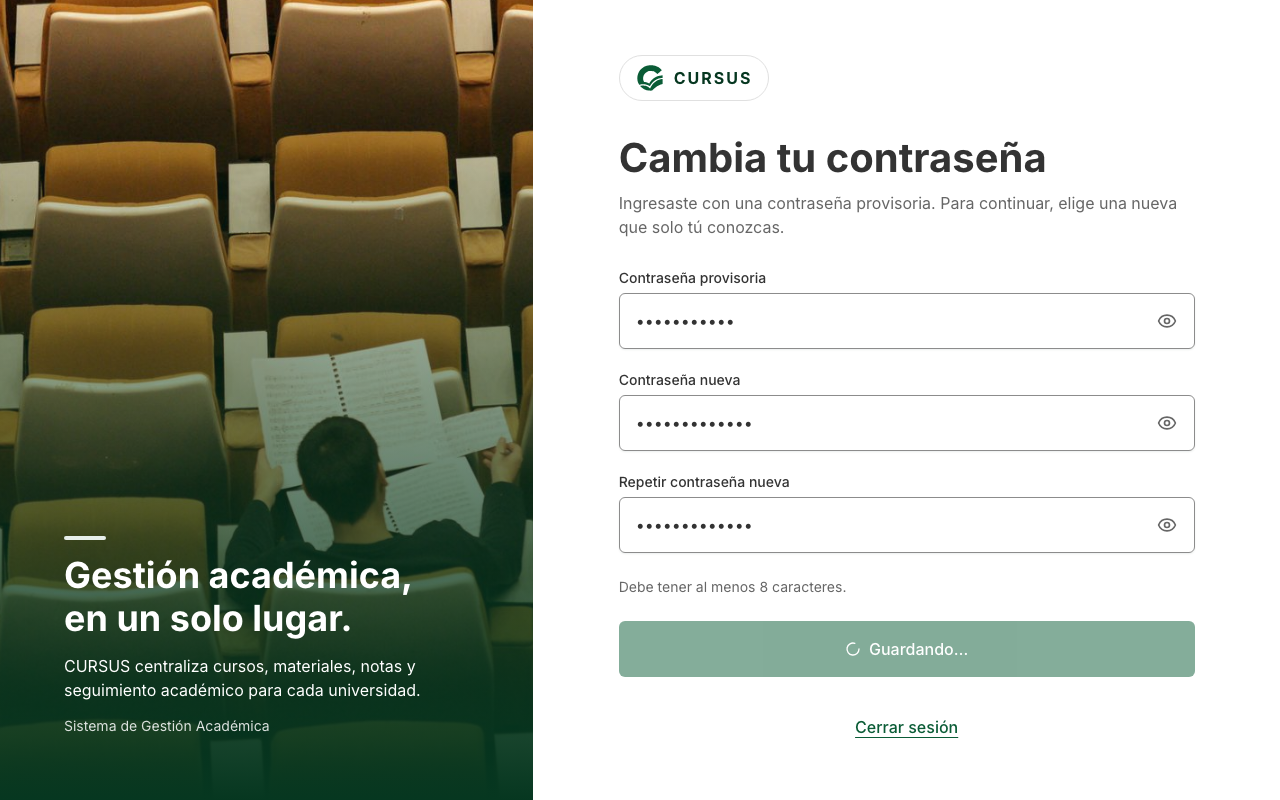 CURSUS
Cambia tu contraseña
Ingresaste con una contraseña provisoria. Para continuar, elige una nueva
que solo tú conozcas.
Contraseña provisoria
•••••••••••
Contraseña nueva
•••••••••••••
Repetir contraseña nueva
•••••••••••••
Debe tener al menos 8 caracteres.
Guardando...
Cerrar sesión
Gestión académica,
en un solo lugar.
CURSUS centraliza cursos, materiales, notas y
seguimiento académico para cada universidad.
Sistema de Gestión Académica